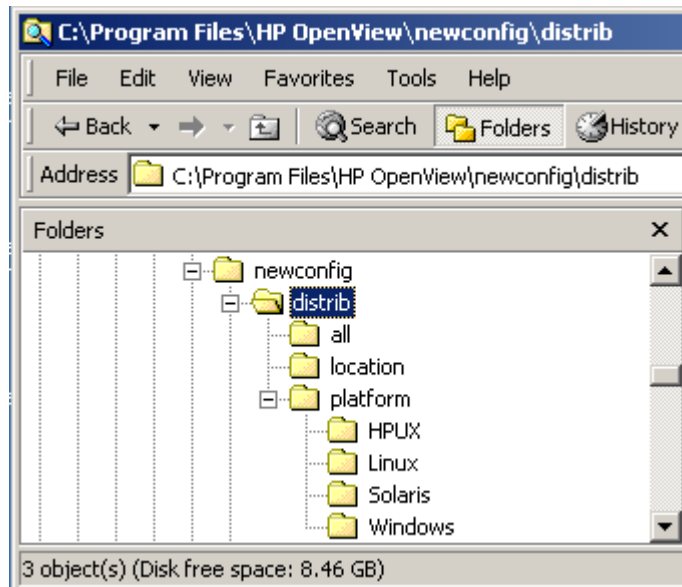 C:\Program Files\HP OpenView\newconfig\distrib
File Edit View Favorites Tools Help
Back Search Folders History
Address C:\Program Files\HP OpenView\newconfig\distrib
Folders
newconfig
distrib
all
location
platform
HPUX
Linux
Solaris
Windows
3 object(s) (Disk free space: 8.46 GB)